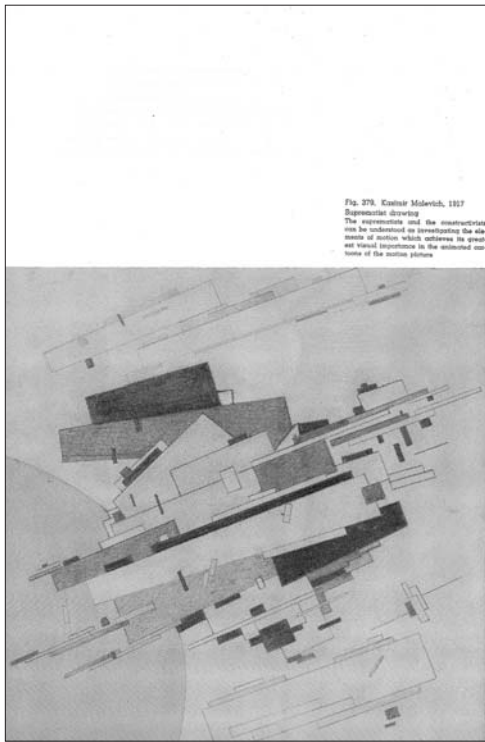 Fig. 379. Kasimir Malevich, 1917
Suprematist drawing
The suprematists and the constructivists
can be understood as investigating the ele-
ments of motion which achieves its great-
est visual importance in the animated car-
toons of the motion picture